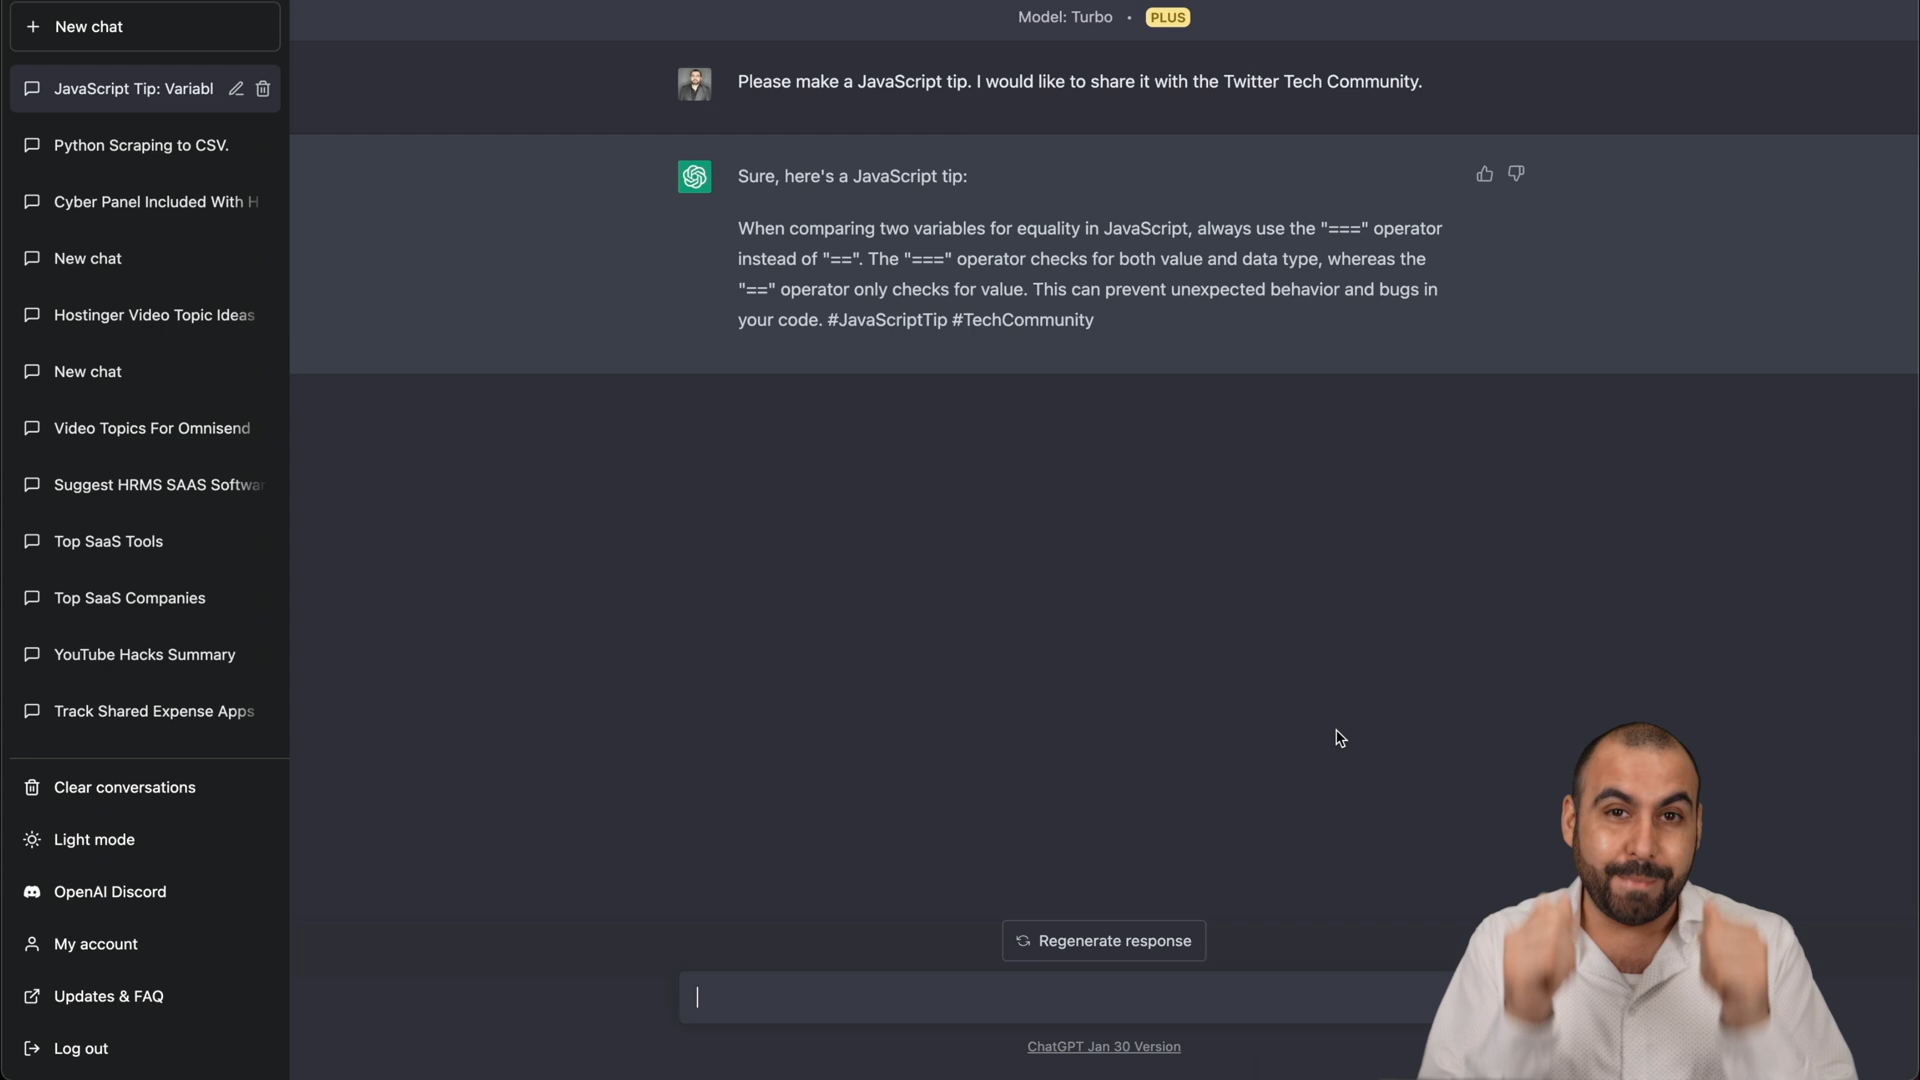 New chat
JavaScript Tip: Variabl
Python Scraping to CSV.
Cyber Panel Included With H
New chat
Hostinger Video Topic Ideas
New chat
Video Topics For Omnisend
Suggest HRMS SAAS Softwar
Top SaaS Tools
Top SaaS Companies
YouTube Hacks Summary
Track Shared Expense Apps
Clear conversations
Light mode
OpenAI Discord
My account
Updates & FAQ
Log out
Model: Turbo • PLUS
Please make a JavaScript tip. I would like to share it with the Twitter Tech Community.
Sure, here's a JavaScript tip:
When comparing two variables for equality in JavaScript, always use the "===" operator
instead of "==". The "===" operator checks for both value and data type, whereas the
"==" operator only checks for value. This can prevent unexpected behavior and bugs in
your code. #JavaScriptTip #TechCommunity
Regenerate response
ChatGPT Jan 30 Version